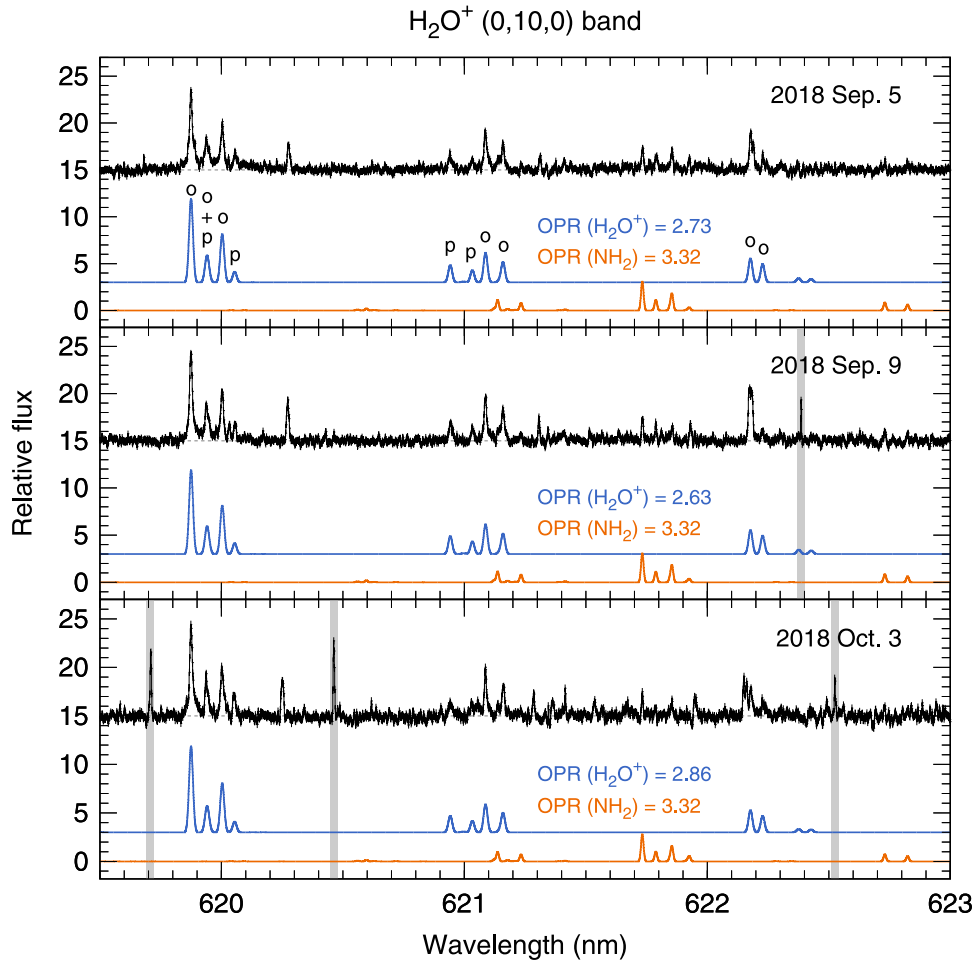 H₂O⁺ (0,10,0) band
25
20
15
10
5
0
2018 Sep. 5
o
o
+
p
o
p
p
p
o
o
o
o
OPR (H₂O⁺) = 2.73
OPR (NH₂) = 3.32
25
20
15
10
5
0
2018 Sep. 9
OPR (H₂O⁺) = 2.63
OPR (NH₂) = 3.32
25
20
15
10
5
0
2018 Oct. 3
OPR (H₂O⁺) = 2.86
OPR (NH₂) = 3.32
Relative flux
620
621
622
623
Wavelength (nm)